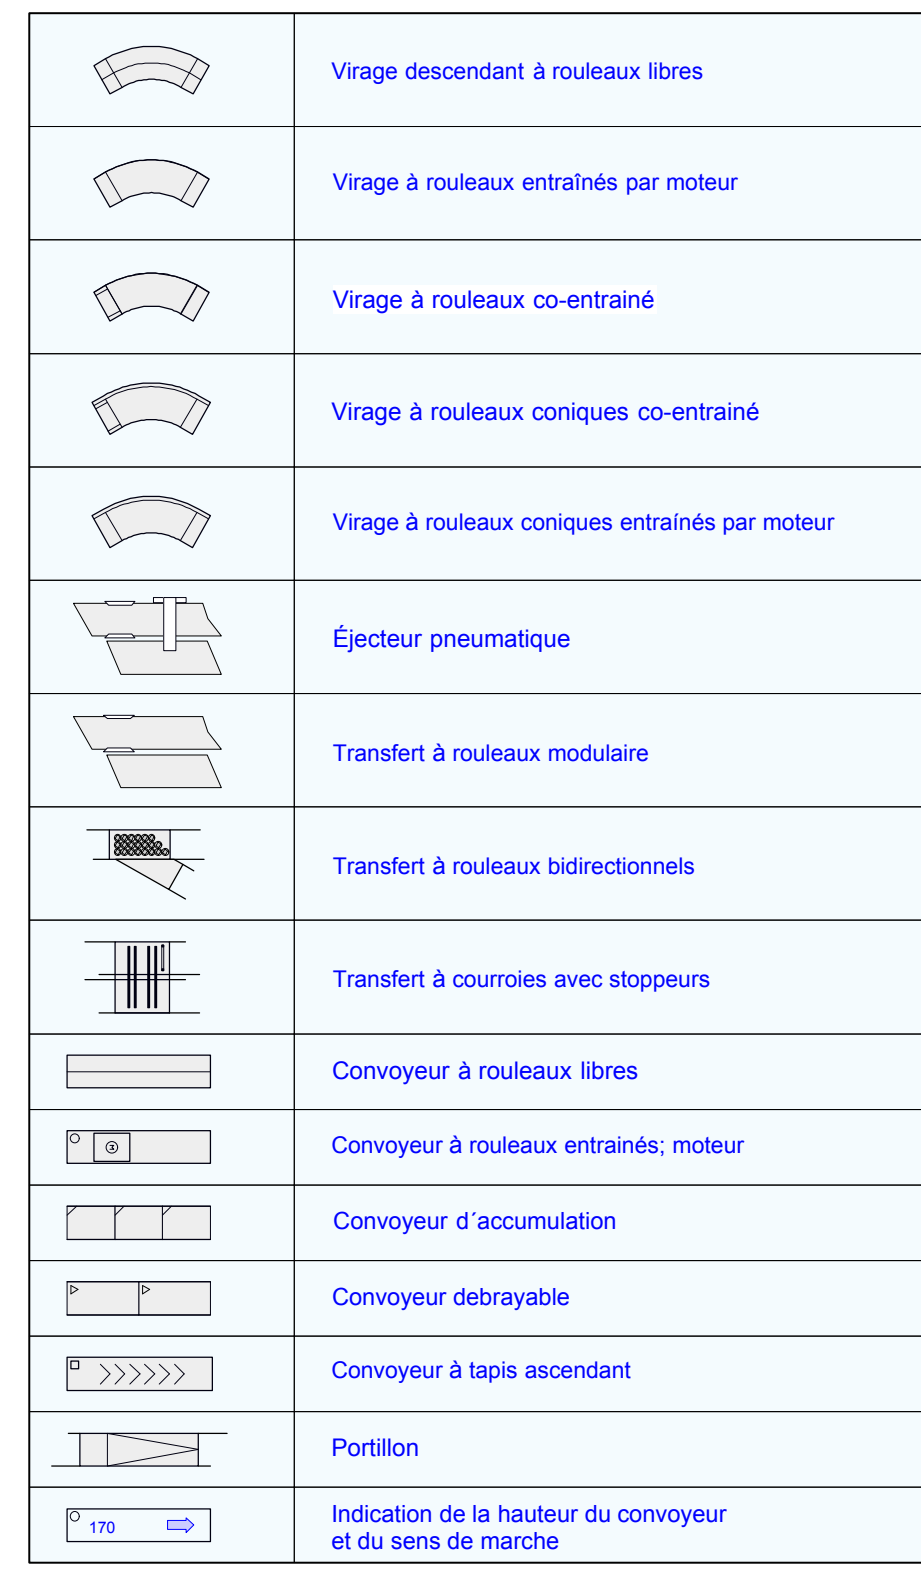 Virage descendant à rouleaux libres
Virage à rouleaux entraînés par moteur
Virage à rouleaux co-entrainé
Virage à rouleaux coniques co-entrainé
Virage à rouleaux coniques entraínés par moteur
Éjecteur pneumatique
Transfert à rouleaux modulaire
Transfert à rouleaux bidirectionnels
Transfert à courroies avec stoppeurs
Convoyeur à rouleaux libres
M
Convoyeur à rouleaux entrainés; moteur
Convoyeur d´accumulation
Convoyeur debrayable
Convoyeur à tapis ascendant
Portillon
170
Indication de la hauteur du convoyeur
et du sens de marche